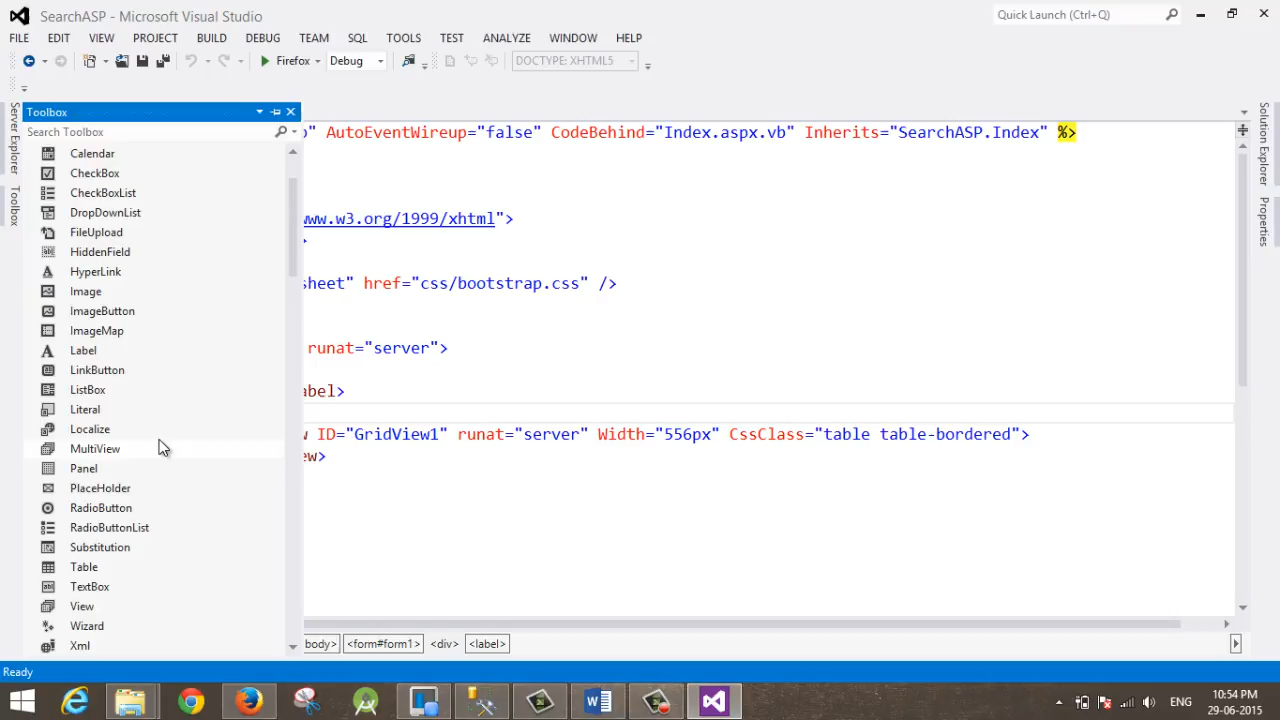 SearchASP - Microsoft Visual Studio
Quick Launch (Ctrl+Q)
FILE EDIT VIEW PROJECT BUILD DEBUG TEAM SQL TOOLS TEST ANALYZE WINDOW HELP
Firefox Debug DOCTYPE: XHTML5
Server Explorer
Toolbox
Toolbox
Search Toolbox
Calendar
CheckBox
CheckBoxList
DropDownList
FileUpload
HiddenField
HyperLink
Image
ImageButton
ImageMap
Label
LinkButton
ListBox
Literal
Localize
MultiView
Panel
PlaceHolder
RadioButton
RadioButtonList
Substitution
Table
TextBox
View
Wizard
Xml
" AutoEventWireup="false" CodeBehind="Index.aspx.vb" Inherits="SearchASP.Index" %>
www.w3.org/1999/xhtml">
>
sheet" href="css/bootstrap.css" />
runat="server">
abel>
w ID="GridView1" runat="server" Width="556px" CssClass="table table-bordered">
ew>
body> <form#form1> <div> <label>
Solution Explorer
Properties
Ready
ENG
10:54 PM
29-06-2015